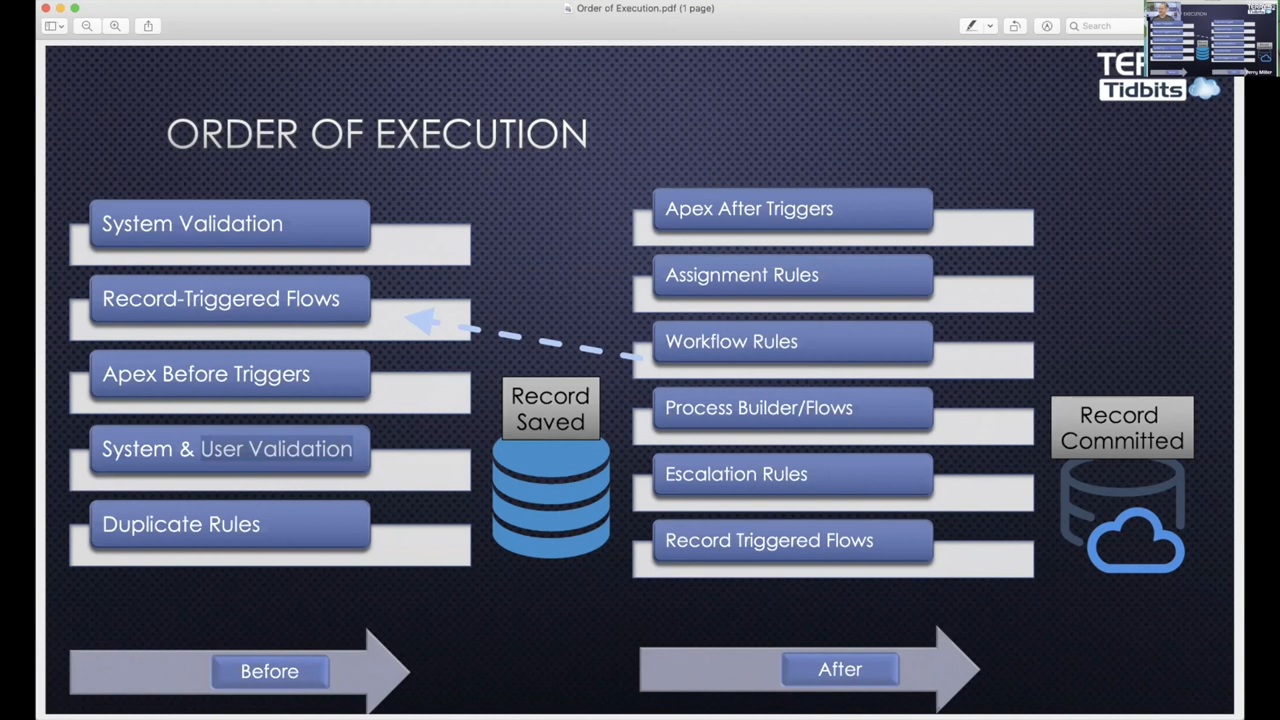 Order of Execution.pdf (1 page)
Search
TER
Tidbits
ORDER OF EXECUTION
System Validation
Record-Triggered Flows
Apex Before Triggers
System & User Validation
Duplicate Rules
Record
Saved
Apex After Triggers
Assignment Rules
Workflow Rules
Process Builder/Flows
Escalation Rules
Record Triggered Flows
Record
Committed
Before
After